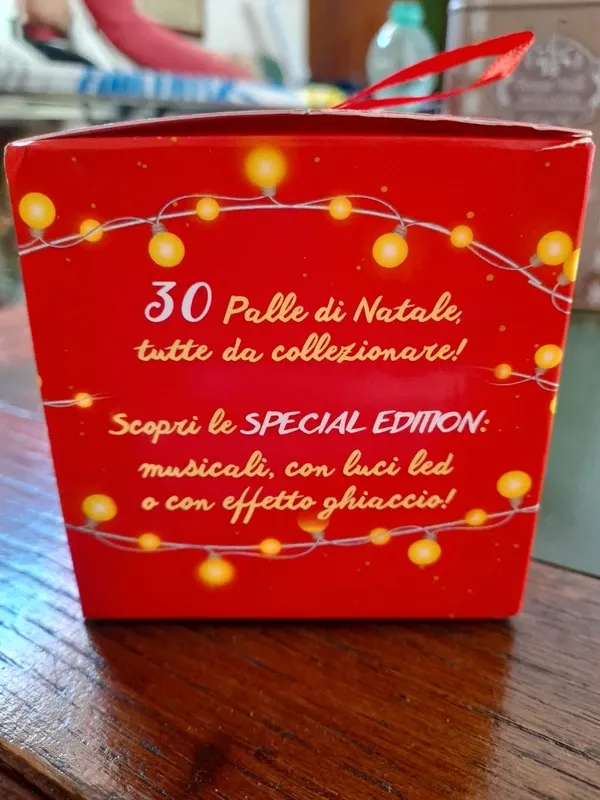 30 Palle di Natale,
tutte da collezionare!
Scopri le SPECIAL EDITION:
musicali, con luci led
o con effetto ghiaccio!